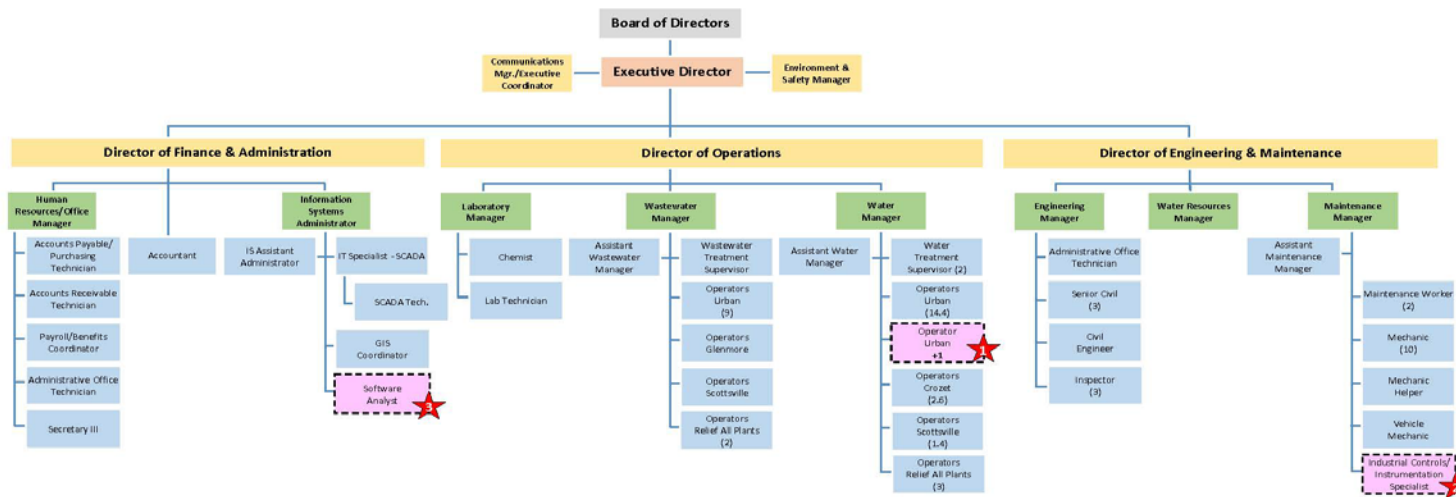 Board of Directors
Communications
Mgr./Executive
Coordinator
Executive Director
Environment &
Safety Manager
Director of Finance & Administration
Director of Operations
Director of Engineering & Maintenance
Human
Resources/Office
Manager
Information
Systems
Administrator
Laboratory
Manager
Wastewater
Manager
Water
Manager
Engineering
Manager
Water Resources
Manager
Maintenance
Manager
Accounts Payable/
Purchasing
Technician
Accounts Receivable
Technician
Payroll/Benefits
Coordinator
Administrative Office
Technician
Secretary III
Accountant
IS Assistant
Administrator
IT Specialist - SCADA
SCADA Tech.
GIS
Coordinator
Software
Analyst
3
Chemist
Lab Technician
Assistant
Wastewater
Manager
Wastewater
Treatment
Supervisor
Operators
Urban
(9)
Operators
Glenmore
Operators
Scottsville
Operators
Relief All Plants
(2)
Assistant Water
Manager
Water
Treatment
Supervisor (2)
Operators
Urban
(14.4)
Operator
Urban
+1
1
Operators
Crozet
(2.6)
Operators
Scottsville
(1.4)
Operators
Relief All Plants
(3)
Administrative Office
Technician
Senior Civil
(3)
Civil
Engineer
Inspector
(3)
Assistant
Maintenance
Manager
Maintenance Worker
(2)
Mechanic
(10)
Mechanic
Helper
Vehicle
Mechanic
Industrial Controls/
Instrumentation
Specialist